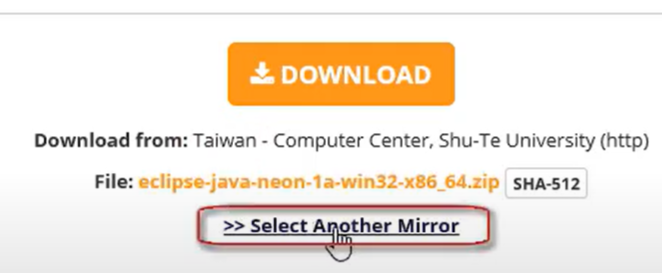 DOWNLOAD
Download from: Taiwan - Computer Center, Shu-Te University (http)
File: eclipse-java-neon-1a-win32-x86_64.zip SHA-512
>> Select Another Mirror